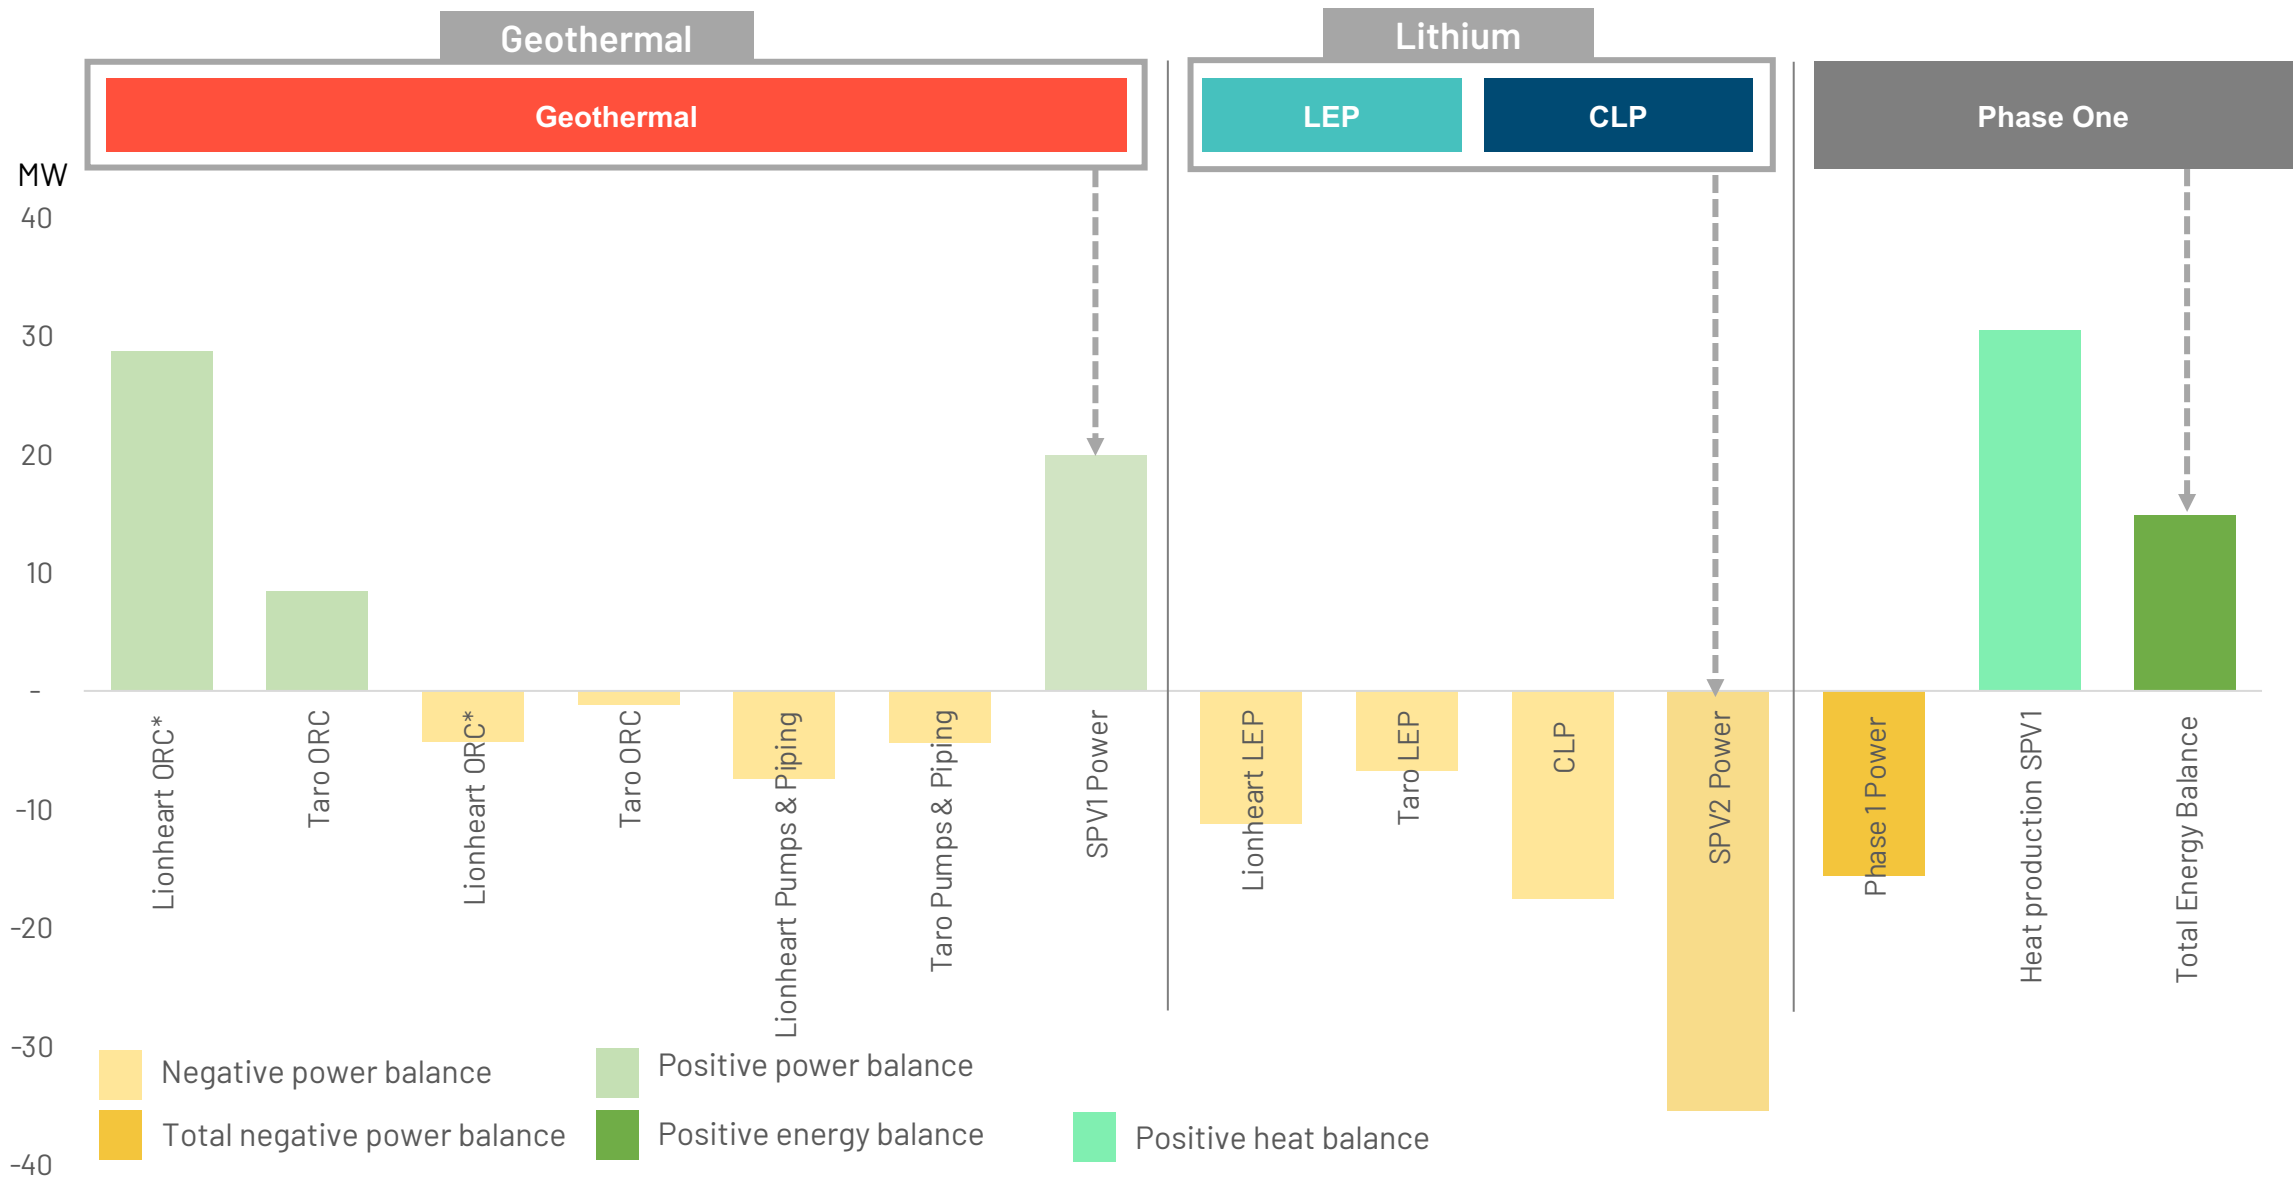 Geothermal
Lithium
Geothermal
LEP
CLP
Phase One
MW
40
30
20
10
-
-10
-20
-30
-40
Lionheart ORC*
Taro ORC
Lionheart ORC*
Taro ORC
Lionheart Pumps & Piping
Taro Pumps & Piping
SPV1 Power
Lionheart LEP
Taro LEP
CLP
SPV2 Power
Phase 1 Power
Heat production SPV1
Total Energy Balance
Negative power balance
Positive power balance
Total negative power balance
Positive energy balance
Positive heat balance